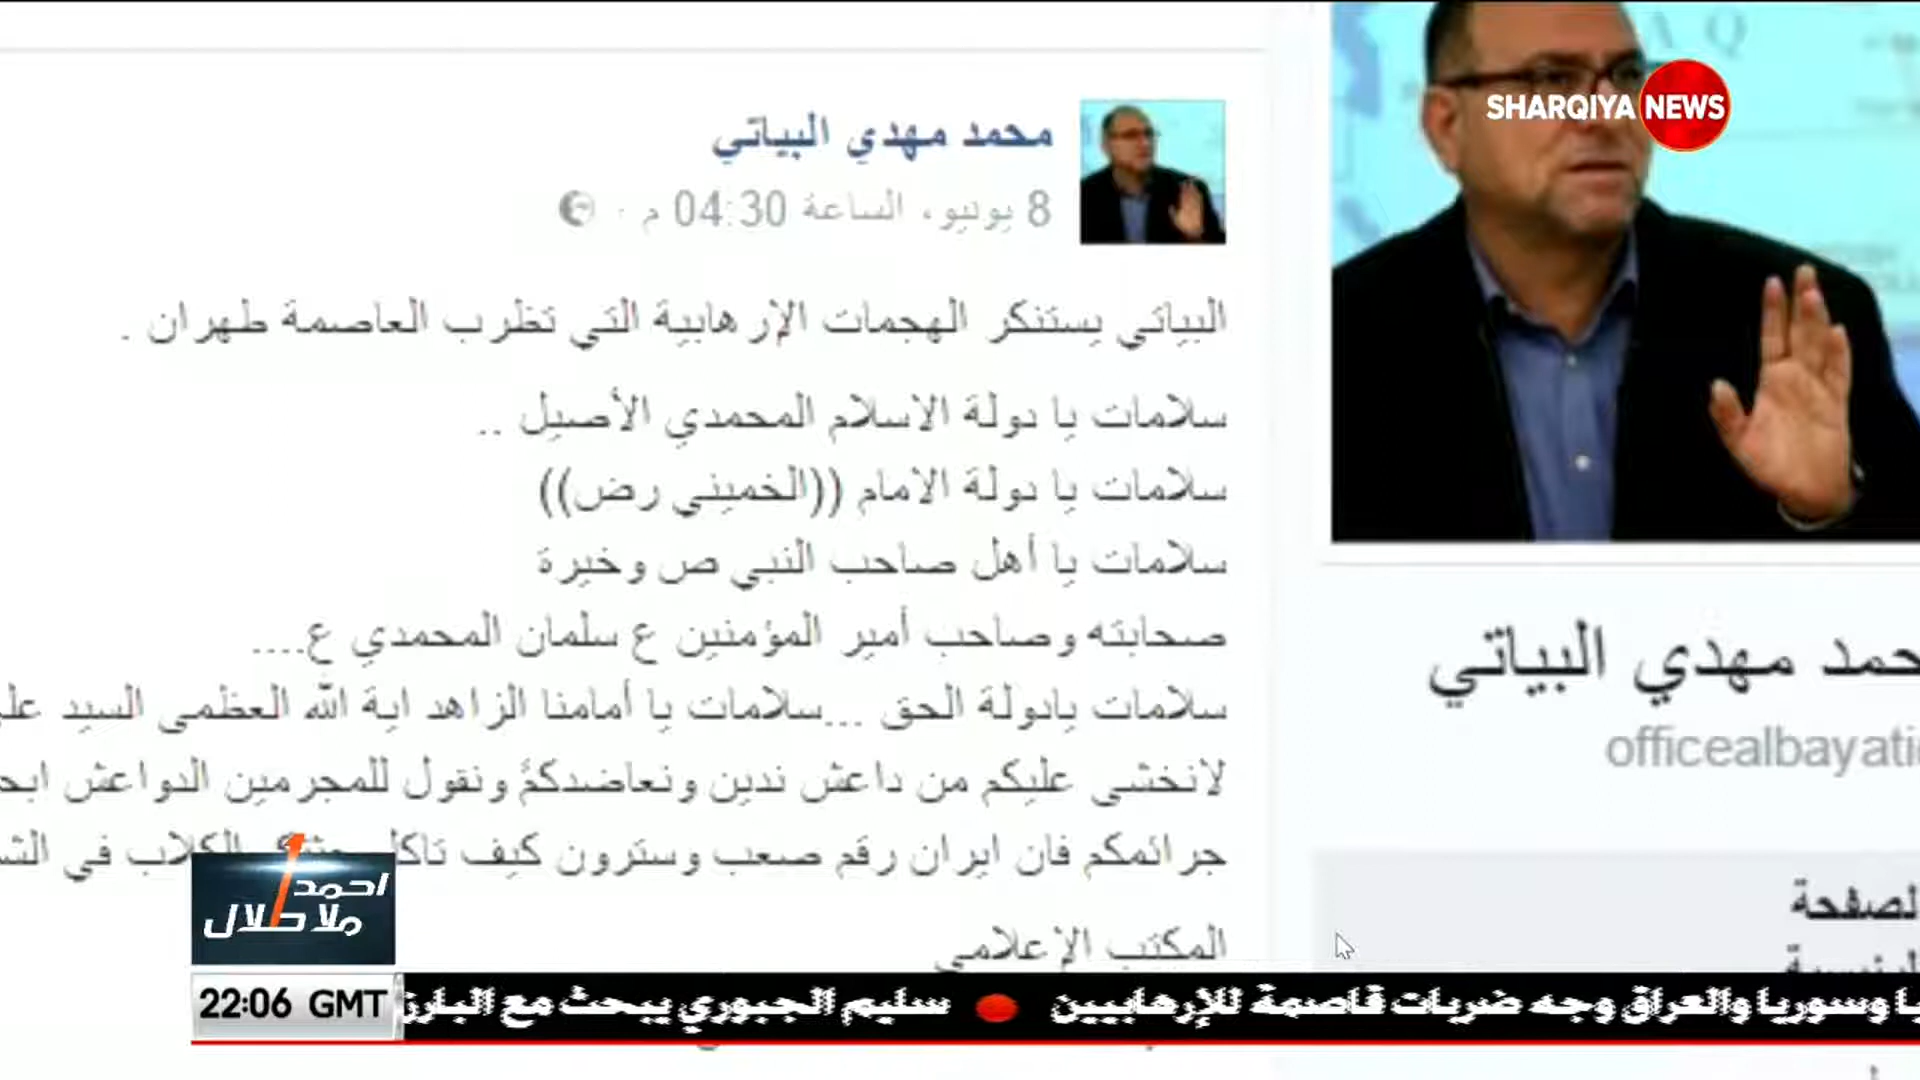 SHARQIYA NEWS
محمد مهدي البياتي
8 يونيو، الساعة 04:30 م ·
البياتي يستنكر الهجمات الإرهابية التي تظرب العاصمة طهران .
سلامات يا دولة الاسلام المحمدي الأصيل ..
سلامات يا دولة الامام ((الخميني رض))
سلامات يا أهل صاحب النبي ص وخيرة
صحابته وصاحب أمير المؤمنين ع سلمان المحمدي ع....
سلامات يادولة الحق ...سلامات يا أمامنا الزاهد اية الله العظمى السيد
لانخشى عليكم من داعش ندين ونعاضدكم ونقول للمجرمين الدواعش
جرائمكم فان ايران رقم صعب وسترون كيف الكلاب في
المكتب الإعلامي
مهدي البياتي
officealbayati
احمد ملا طلال
22:06 GMT
وسوريا والعراق وجه ضربات قاصمة للإرهابيين
سليم الجبوري يبحث مع